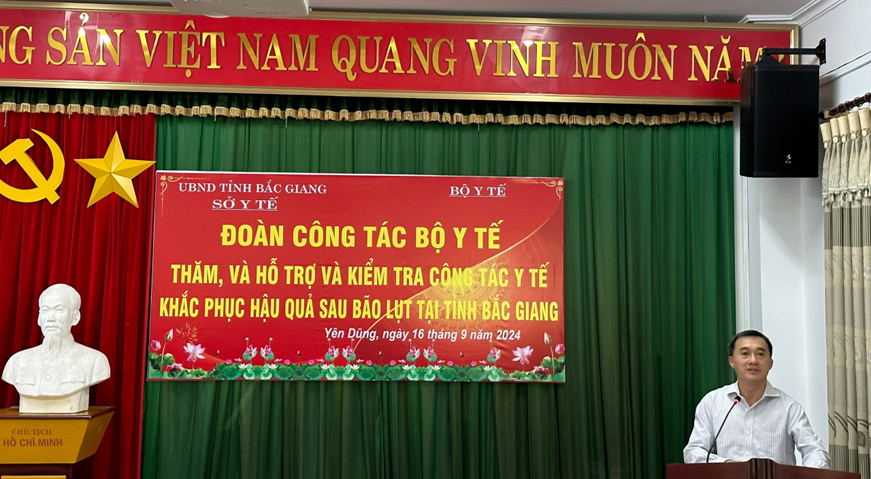 NG SẢN VIỆT NAM QUANG VINH MUÔN NĂM
UBND TỈNH BẮC GIANG
SỞ Y TẾ
BỘ Y TẾ
ĐOÀN CÔNG TÁC BỘ Y TẾ
THĂM, VÀ HỖ TRỢ VÀ KIỂM TRA CÔNG TÁC Y TẾ
KHẮC PHỤC HẬU QUẢ SAU BÃO LỤT TẠI TỈNH BẮC GIANG
Yên Dũng, ngày 16 tháng 9 năm 2024
CHỦ TỊCH
HỒ CHÍ MINH